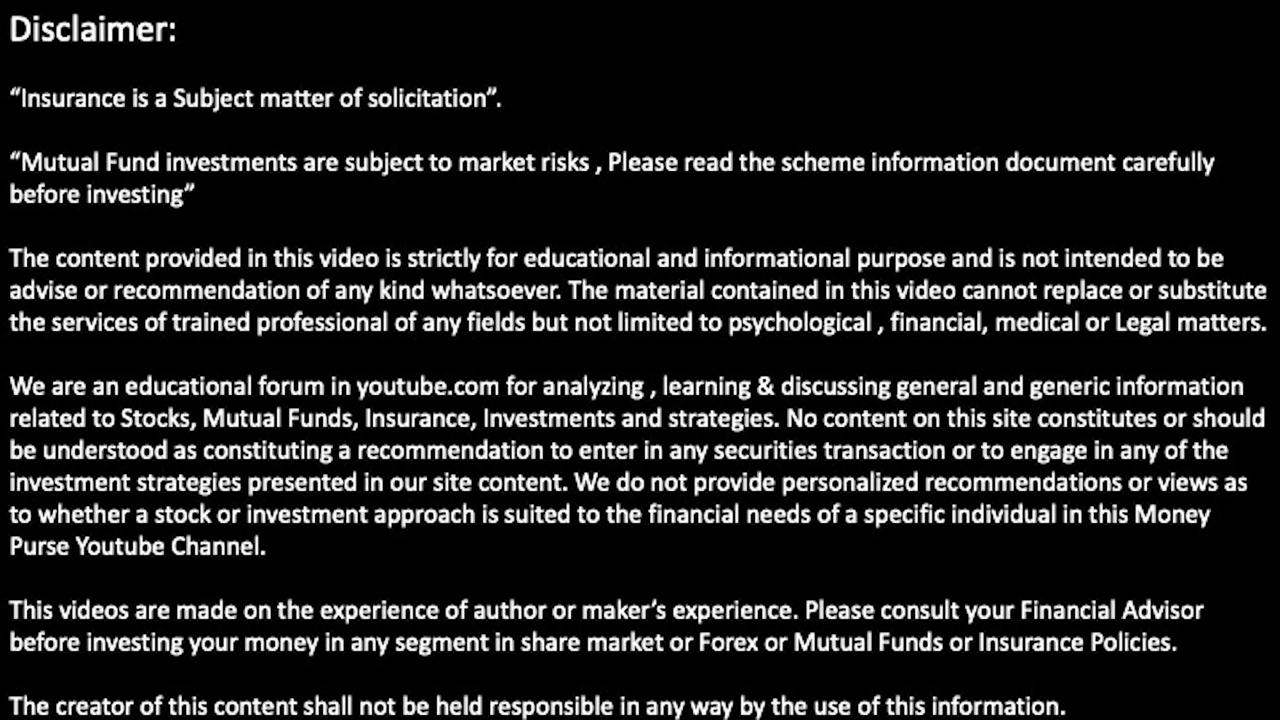 Disclaimer:
“Insurance is a Subject matter of solicitation”.
“Mutual Fund investments are subject to market risks , Please read the scheme information document carefully
before investing”
The content provided in this video is strictly for educational and informational purpose and is not intended to be
advise or recommendation of any kind whatsoever. The material contained in this video cannot replace or substitute
the services of trained professional of any fields but not limited to psychological , financial, medical or Legal matters.
We are an educational forum in youtube.com for analyzing , learning & discussing general and generic information
related to Stocks, Mutual Funds, Insurance, Investments and strategies. No content on this site constitutes or should
be understood as constituting a recommendation to enter in any securities transaction or to engage in any of the
investment strategies presented in our site content. We do not provide personalized recommendations or views as
to whether a stock or investment approach is suited to the financial needs of a specific individual in this Money
Purse Youtube Channel.
This videos are made on the experience of author or maker’s experience. Please consult your Financial Advisor
before investing your money in any segment in share market or Forex or Mutual Funds or Insurance Policies.
The creator of this content shall not be held responsible in any way by the use of this information.